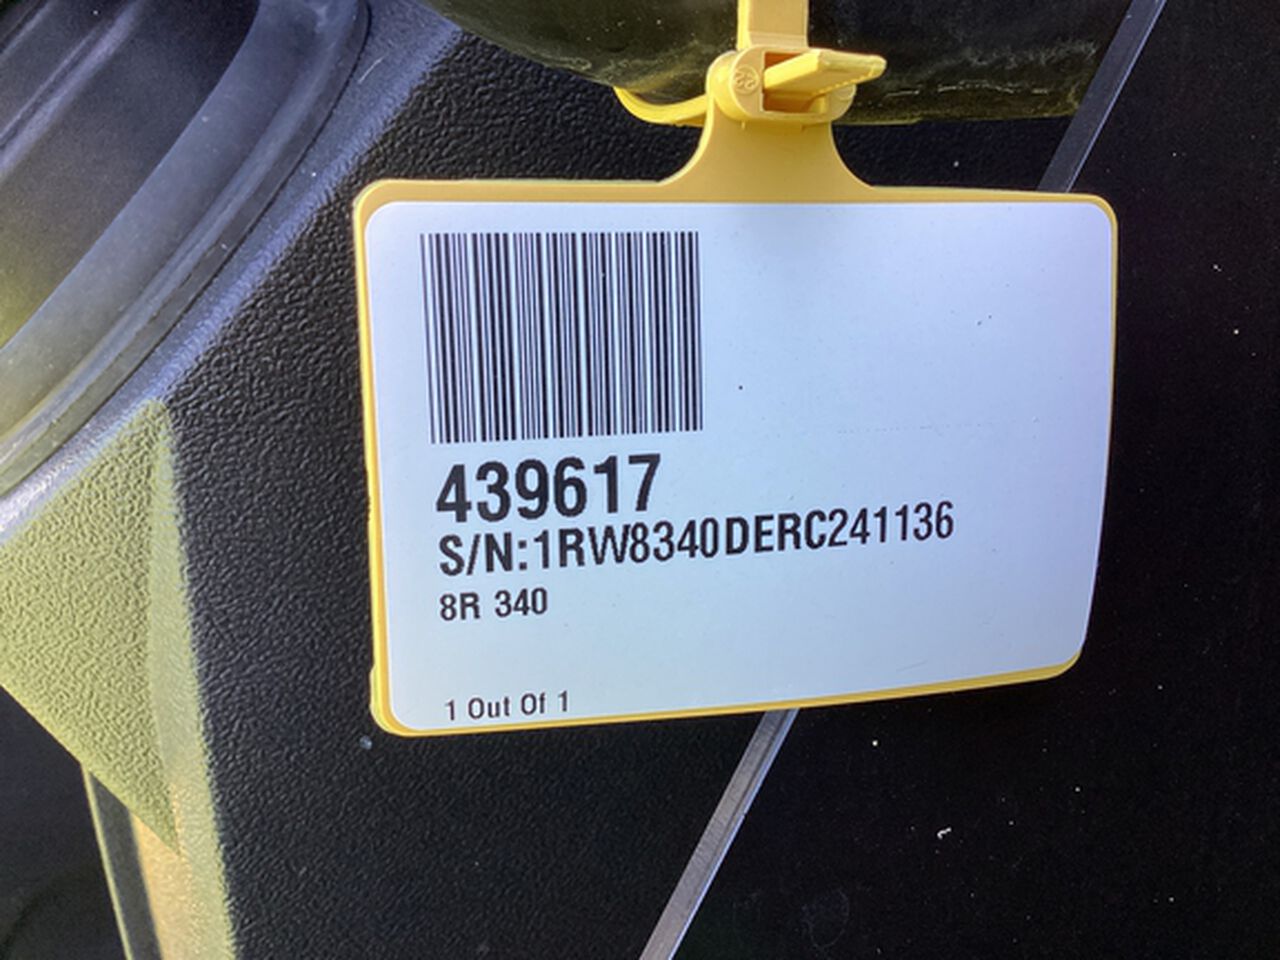 439617
S/N:1RW8340DERC241136
8R 340
1 Out Of 1